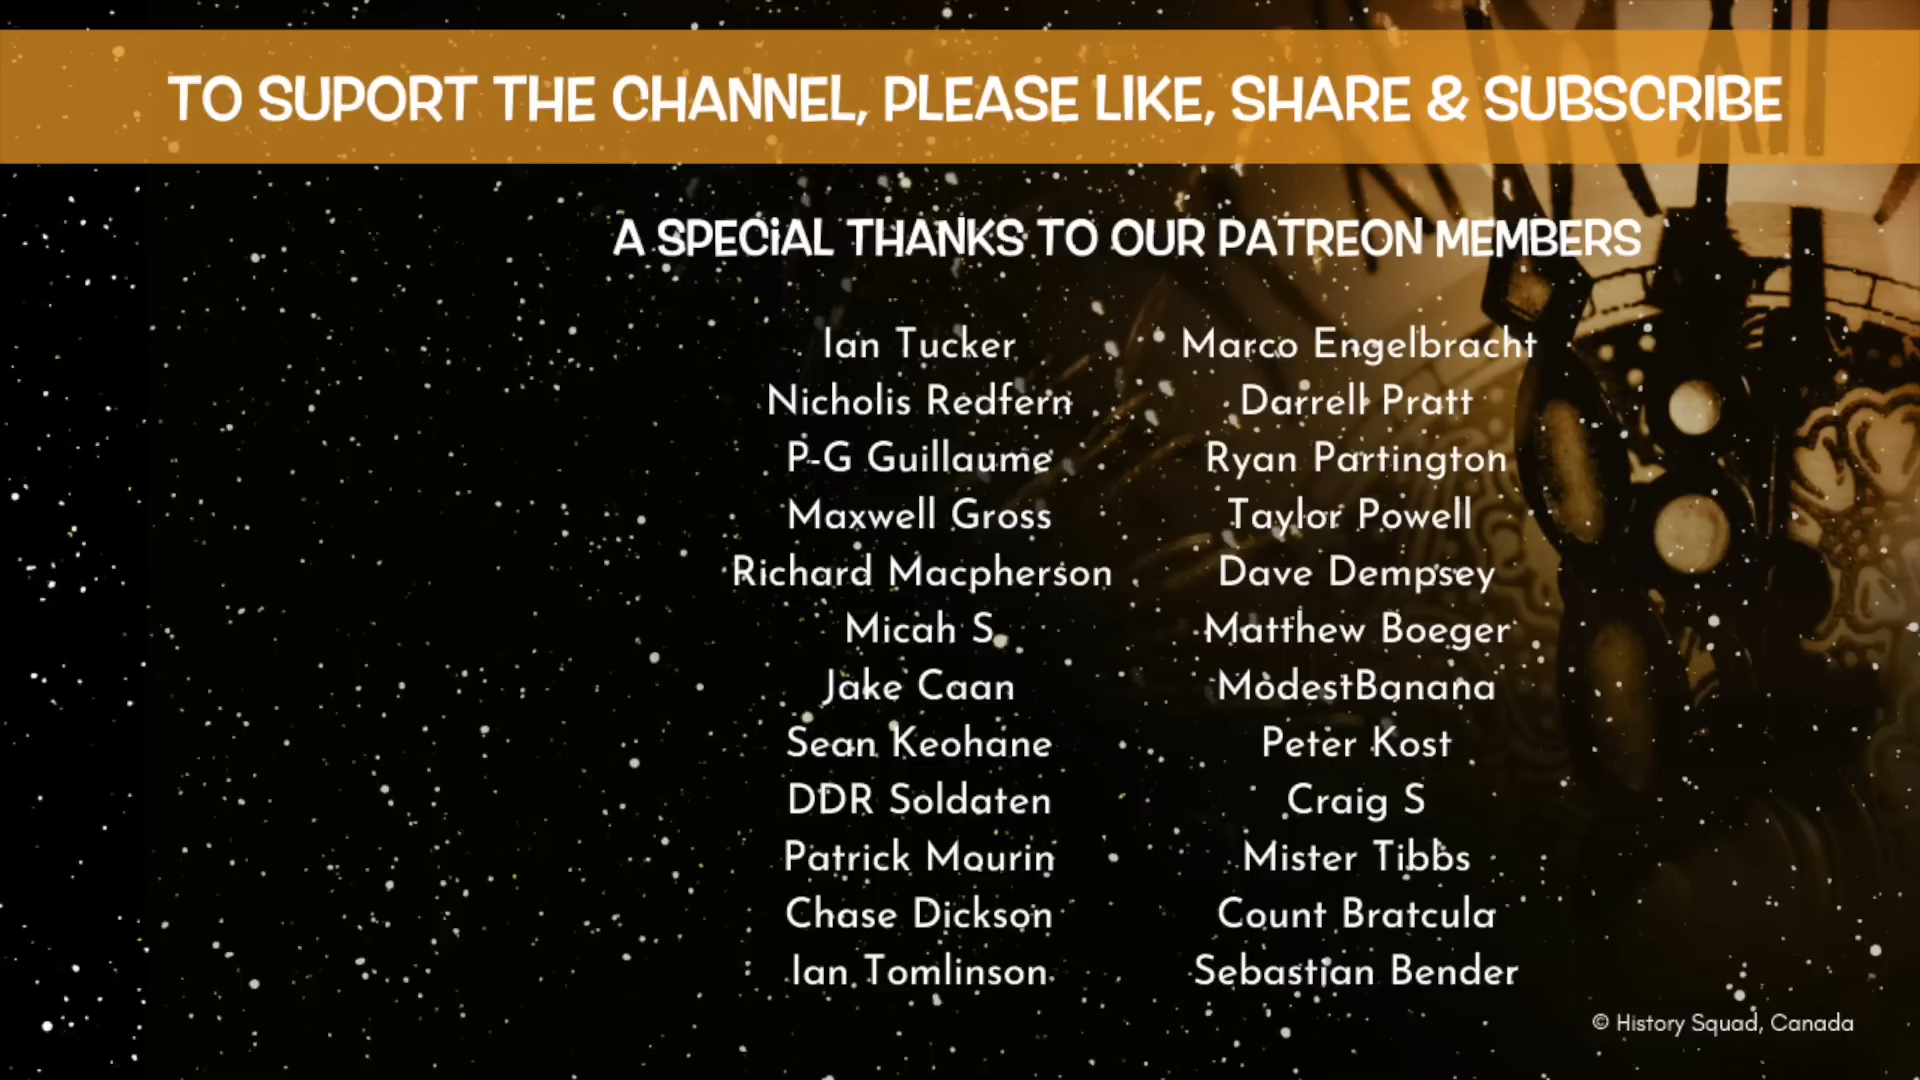 TO SUPORT THE CHANNEL, PLEASE LIKE, SHARE & SUBSCRIBE
A SPECiAL THANKS TO OUR PATREON MEMBERS
Ian Tucker
Nicholis Redfern
P-G Guillaume
Maxwell Gross
Richard Macpherson
Micah S
Jake Caan
Sean Keohane
DDR Soldaten
Patrick Mourin
Chase Dickson
Ian Tomlinson
Marco Engelbracht
Darrell Pratt
Ryan Partington
Taylor Powell
Dave Dempsey
Matthew Boeger
ModestBanana
Peter Kost
Craig S
Mister Tibbs
Count Bratcula
Sebastian Bender
© History Squad, Canada